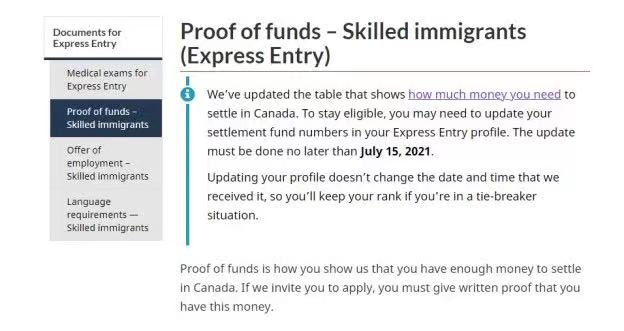 Documents for
Express Entry
Medical exams for
Express Entry
Proof of funds –
Skilled immigrants
Offer of
employment –
Skilled immigrants
Language
requirements —
Skilled immigrants
Proof of funds – Skilled immigrants
(Express Entry)
We've updated the table that shows how much money you need to
settle in Canada. To stay eligible, you may need to update your
settlement fund numbers in your Express Entry profile. The update
must be done no later than July 15, 2021.
Updating your profile doesn't change the date and time that we
received it, so you'll keep your rank if you're in a tie-breaker
situation.
Proof of funds is how you show us that you have enough money to settle
in Canada. If we invite you to apply, you must give written proof that you
have this money.